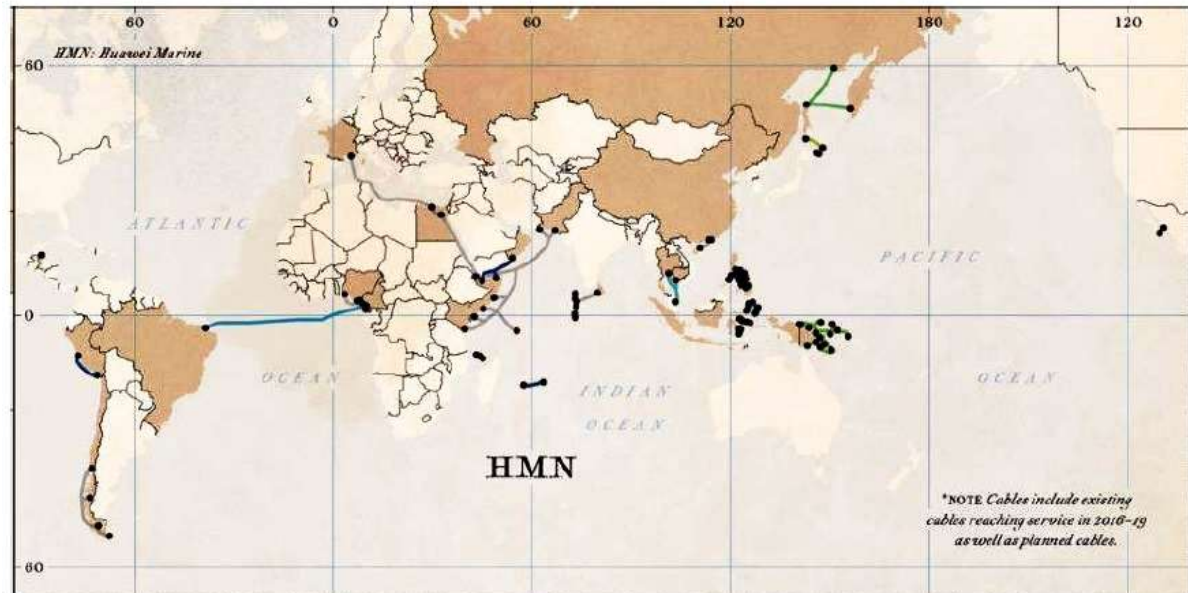 60 0 60 120 180 120
HMN: Huawei Marine
60
ATLANTIC
PACIFIC
0
OCEAN
INDIAN
OCEAN
OCEAN
HMN
*NOTE Cables include existing
cables reaching service in 2016-19
as well as planned cables.
60